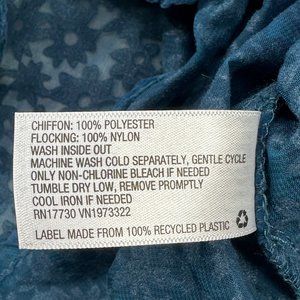 CHIFFON: 100% POLYESTER
FLOCKING: 100% NYLON
WASH INSIDE OUT
MACHINE WASH COLD SEPARATELY, GENTLE CYCLE
ONLY NON-CHLORINE BLEACH IF NEEDED
TUMBLE DRY LOW, REMOVE PROMPTLY
COOL IRON IF NEEDED
RN17730 VN1973322
LABEL MADE FROM 100% RECYCLED PLASTIC